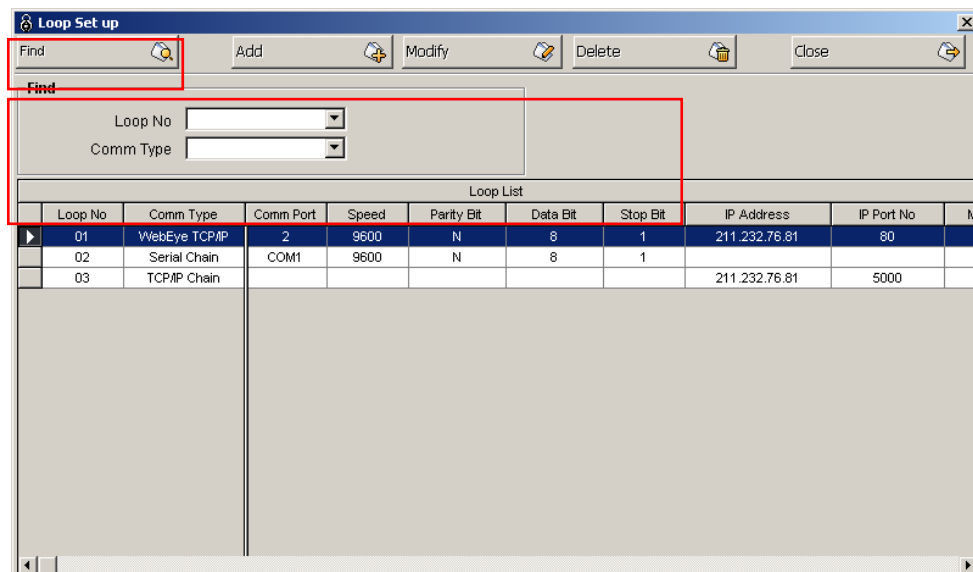 Loop Set up
Find Add Modify Delete Close
Find
Loop No
Comm Type
Loop List
Loop No Comm Type Comm Port Speed Parity Bit Data Bit Stop Bit IP Address IP Port No
01 WebEye TCP/IP 2 9600 N 8 1 211.232.76.81 80
02 Serial Chain COM1 9600 N 8 1
03 TCP/IP Chain 211.232.76.81 5000